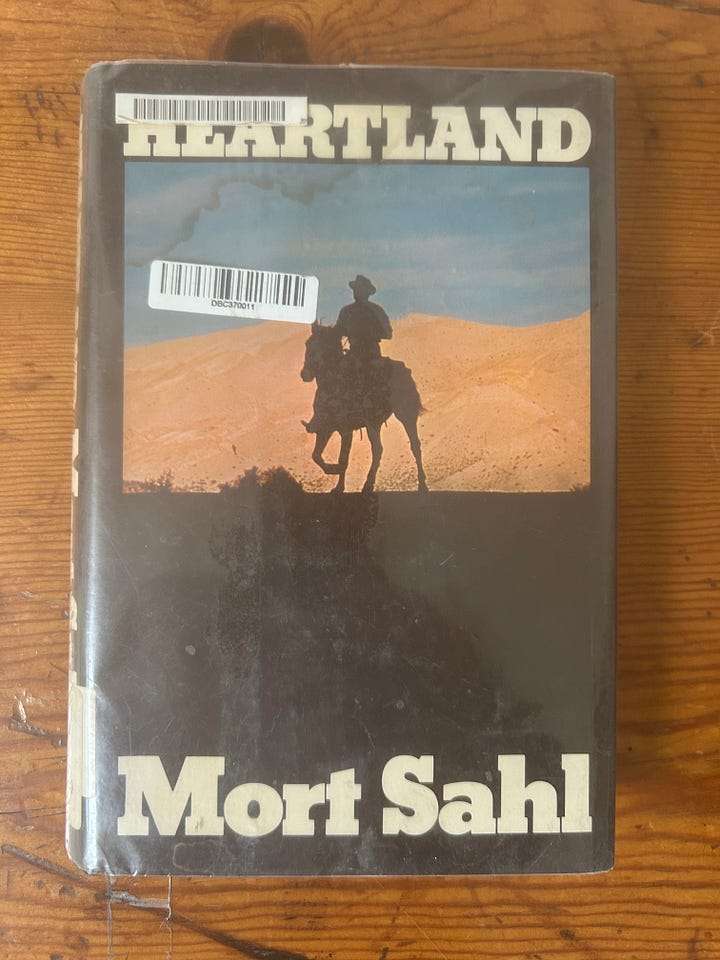 HEARTLAND
DBC370011
Mort Sahl